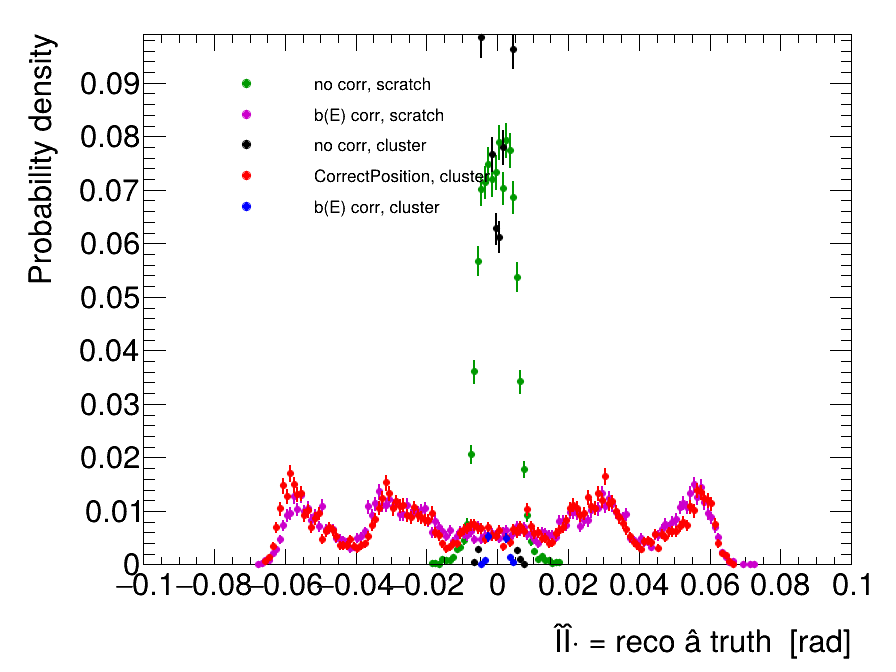 Probability density
0.09
0.08
0.07
0.06
0.05
0.04
0.03
0.02
0.01
0
no corr, scratch
b(E) corr, scratch
no corr, cluster
CorrectPosition, cluster
b(E) corr, cluster
−0.1 −0.08 −0.06 −0.04 −0.02 0 0.02 0.04 0.06 0.08 0.1
ÎÎ· = reco â truth [rad]